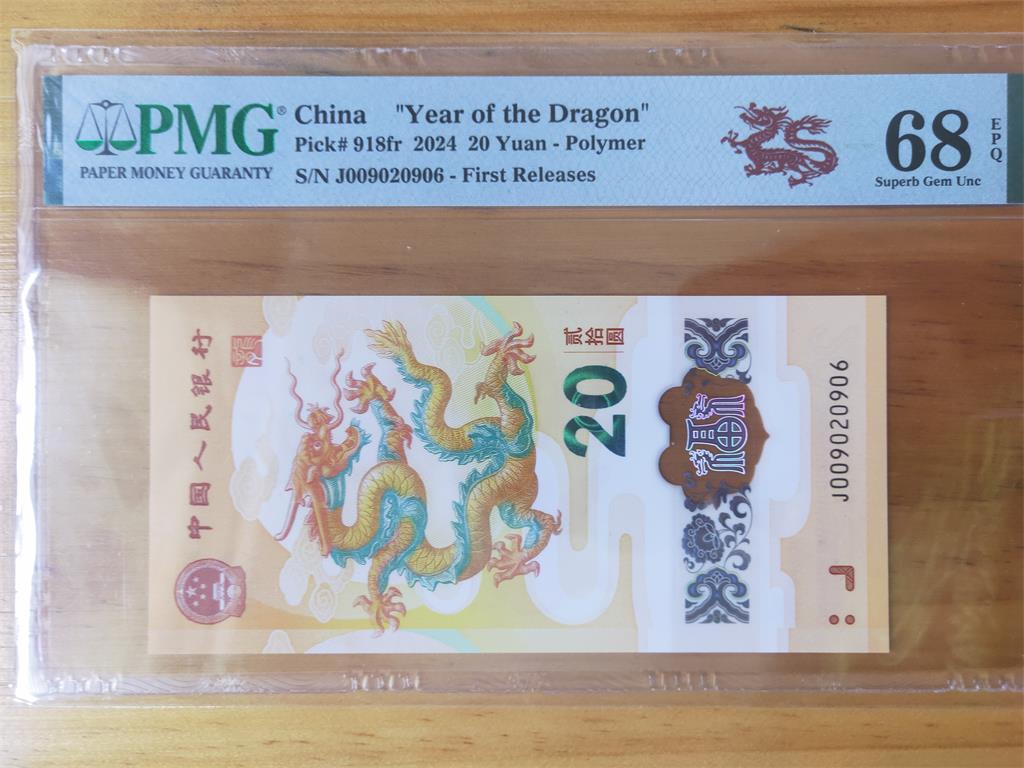 PMG®
PAPER MONEY GUARANTY
China "Year of the Dragon"
Pick# 918fr 2024 20 Yuan - Polymer
S/N J009020906 - First Releases
68
Superb Gem Unc
EPQ
中国人民银行
贰拾圆
20
福
J009020906